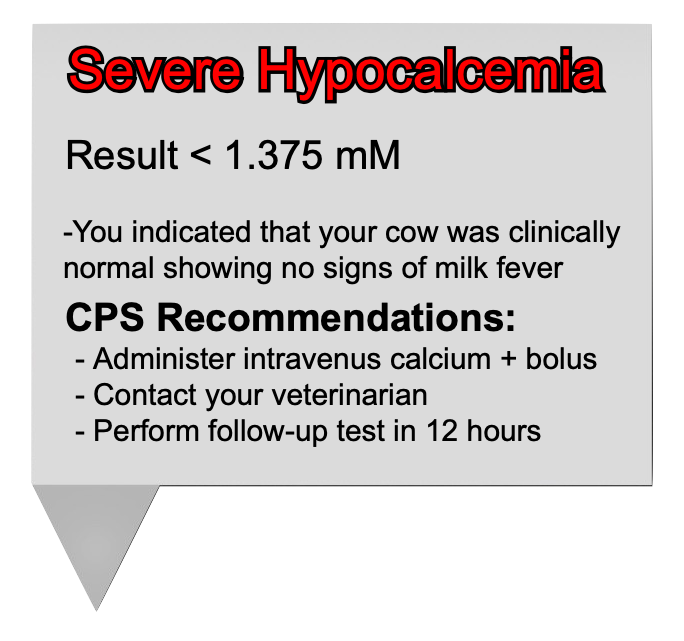 Severe Hypocalcemia
Result < 1.375 mM
-You indicated that your cow was clinically
normal showing no signs of milk fever
CPS Recommendations:
- Administer intravenus calcium + bolus
- Contact your veterinarian
- Perform follow-up test in 12 hours